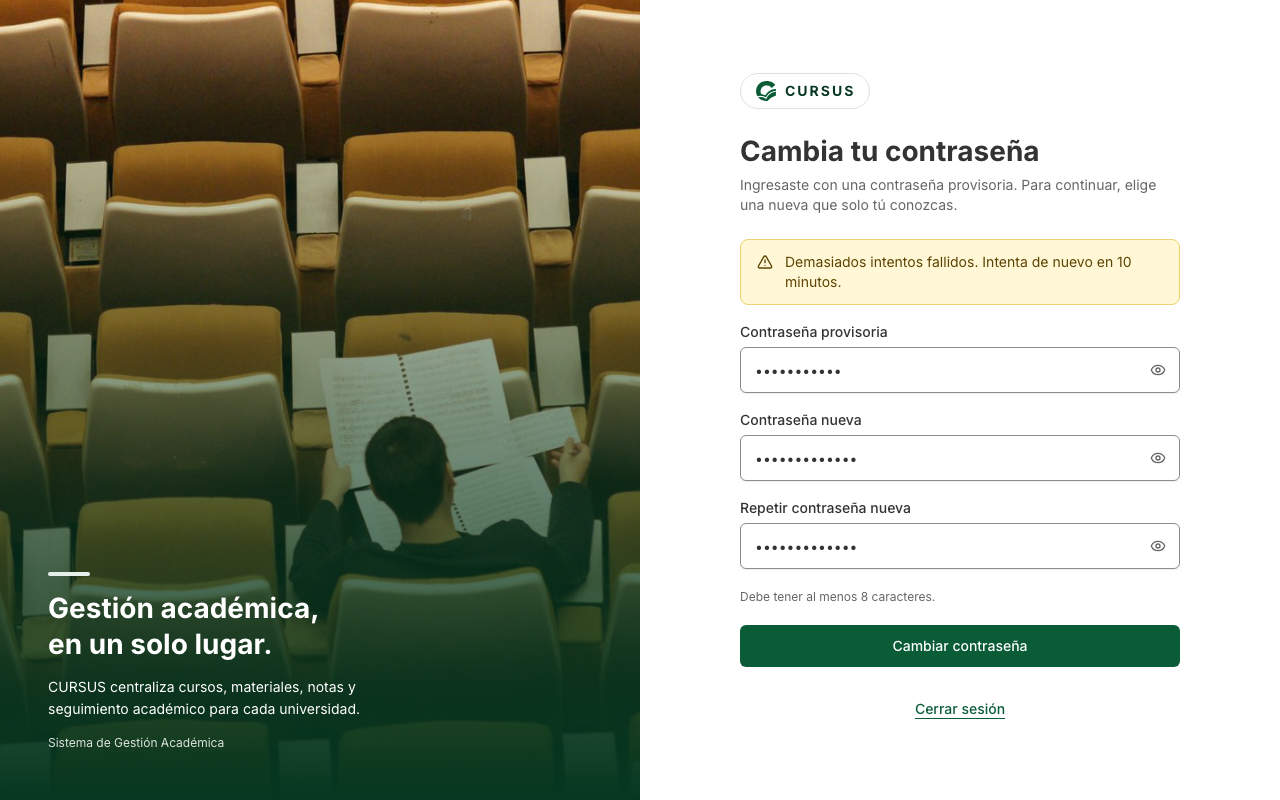 CURSUS
Cambia tu contraseña
Ingresaste con una contraseña provisoria. Para continuar, elige
una nueva que solo tú conozcas.
Demasiados intentos fallidos. Intenta de nuevo en 10
minutos.
Contraseña provisoria
•••••••••••
Contraseña nueva
•••••••••••••
Repetir contraseña nueva
•••••••••••••
Debe tener al menos 8 caracteres.
Cambiar contraseña
Cerrar sesión
Gestión académica,
en un solo lugar.
CURSUS centraliza cursos, materiales, notas y
seguimiento académico para cada universidad.
Sistema de Gestión Académica